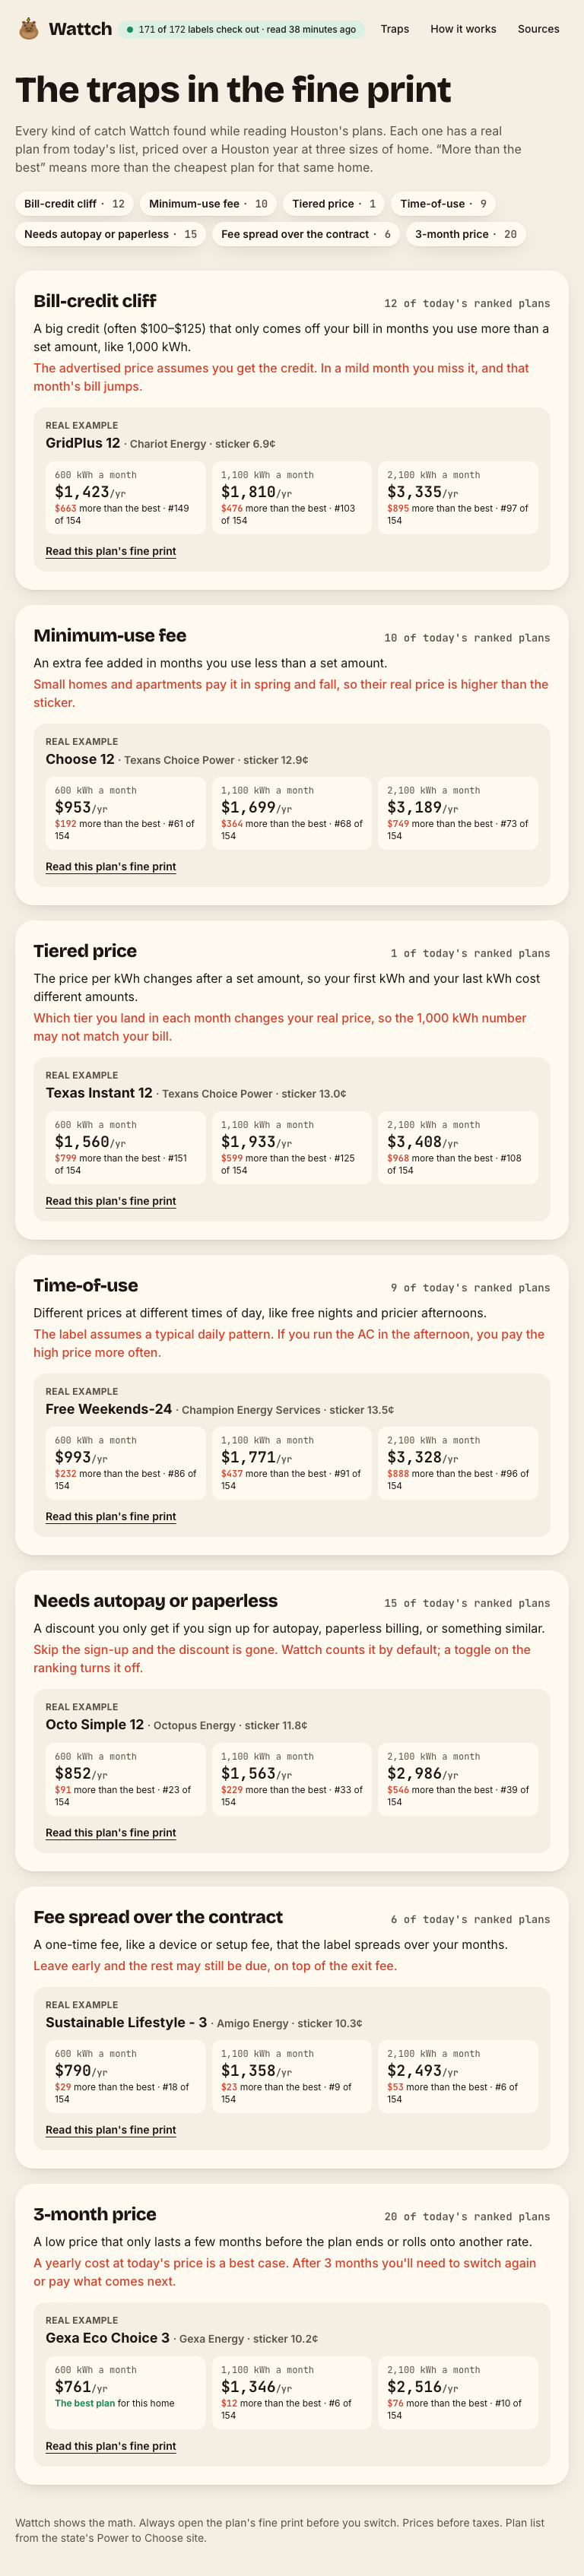 Wattch
171 of 172 labels check out · read 38 minutes ago
Traps
How it works
Sources
The traps in the fine print
Every kind of catch Wattch found while reading Houston's plans. Each one has a real
plan from today's list, priced over a Houston year at three sizes of home. “More than the
best” means more than the cheapest plan for that same home.
Bill-credit cliff · 12
Minimum-use fee · 10
Tiered price · 1
Time-of-use · 9
Needs autopay or paperless · 15
Fee spread over the contract · 6
3-month price · 20
Bill-credit cliff
12 of today's ranked plans
A big credit (often $100–$125) that only comes off your bill in months you use more than a
set amount, like 1,000 kWh.
The advertised price assumes you get the credit. In a mild month you miss it, and that
month's bill jumps.
REAL EXAMPLE
GridPlus 12 · Chariot Energy · sticker 6.9¢
600 kWh a month
$1,423/yr
$663 more than the best · #149
of 154
1,100 kWh a month
$1,810/yr
$476 more than the best · #103
of 154
2,100 kWh a month
$3,335/yr
$895 more than the best · #97 of
154
Read this plan's fine print
Minimum-use fee
10 of today's ranked plans
An extra fee added in months you use less than a set amount.
Small homes and apartments pay it in spring and fall, so their real price is higher than the
sticker.
REAL EXAMPLE
Choose 12 · Texans Choice Power · sticker 12.9¢
600 kWh a month
$953/yr
$192 more than the best · #61 of
154
1,100 kWh a month
$1,699/yr
$364 more than the best · #68 of
154
2,100 kWh a month
$3,189/yr
$749 more than the best · #73 of
154
Read this plan's fine print
Tiered price
1 of today's ranked plans
The price per kWh changes after a set amount, so your first kWh and your last kWh cost
different amounts.
Which tier you land in each month changes your real price, so the 1,000 kWh number
may not match your bill.
REAL EXAMPLE
Texas Instant 12 · Texans Choice Power · sticker 13.0¢
600 kWh a month
$1,560/yr
$799 more than the best · #151
of 154
1,100 kWh a month
$1,933/yr
$599 more than the best · #125
of 154
2,100 kWh a month
$3,408/yr
$968 more than the best · #108
of 154
Read this plan's fine print
Time-of-use
9 of today's ranked plans
Different prices at different times of day, like free nights and pricier afternoons.
The label assumes a typical daily pattern. If you run the AC in the afternoon, you pay the
high price more often.
REAL EXAMPLE
Free Weekends-24 · Champion Energy Services · sticker 13.5¢
600 kWh a month
$993/yr
$232 more than the best · #86 of
154
1,100 kWh a month
$1,771/yr
$437 more than the best · #91 of
154
2,100 kWh a month
$3,328/yr
$888 more than the best · #96 of
154
Read this plan's fine print
Needs autopay or paperless
15 of today's ranked plans
A discount you only get if you sign up for autopay, paperless billing, or something similar.
Skip the sign-up and the discount is gone. Wattch counts it by default; a toggle on the
ranking turns it off.
REAL EXAMPLE
Octo Simple 12 · Octopus Energy · sticker 11.8¢
600 kWh a month
$852/yr
$91 more than the best · #23 of
154
1,100 kWh a month
$1,563/yr
$229 more than the best · #33 of
154
2,100 kWh a month
$2,986/yr
$546 more than the best · #39 of
154
Read this plan's fine print
Fee spread over the contract
6 of today's ranked plans
A one-time fee, like a device or setup fee, that the label spreads over your months.
Leave early and the rest may still be due, on top of the exit fee.
REAL EXAMPLE
Sustainable Lifestyle - 3 · Amigo Energy · sticker 10.3¢
600 kWh a month
$790/yr
$29 more than the best · #18 of
154
1,100 kWh a month
$1,358/yr
$23 more than the best · #9 of
154
2,100 kWh a month
$2,493/yr
$53 more than the best · #6 of
154
Read this plan's fine print
3-month price
20 of today's ranked plans
A low price that only lasts a few months before the plan ends or rolls onto another rate.
A yearly cost at today's price is a best case. After 3 months you'll need to switch again
or pay what comes next.
REAL EXAMPLE
Gexa Eco Choice 3 · Gexa Energy · sticker 10.2¢
600 kWh a month
$761/yr
The best plan for this home
1,100 kWh a month
$1,346/yr
$12 more than the best · #6 of
154
2,100 kWh a month
$2,516/yr
$76 more than the best · #10 of
154
Read this plan's fine print
Wattch shows the math. Always open the plan's fine print before you switch. Prices before taxes. Plan list
from the state's Power to Choose site.